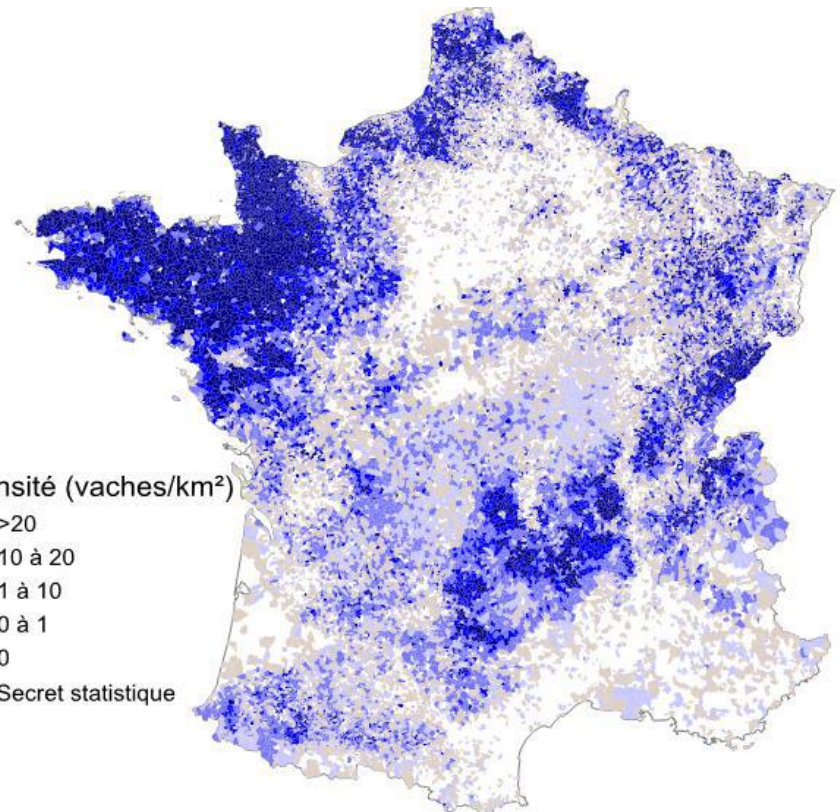 nsité (vaches/km²)
>20
10 à 20
1 à 10
0 à 1
0
Secret statistique